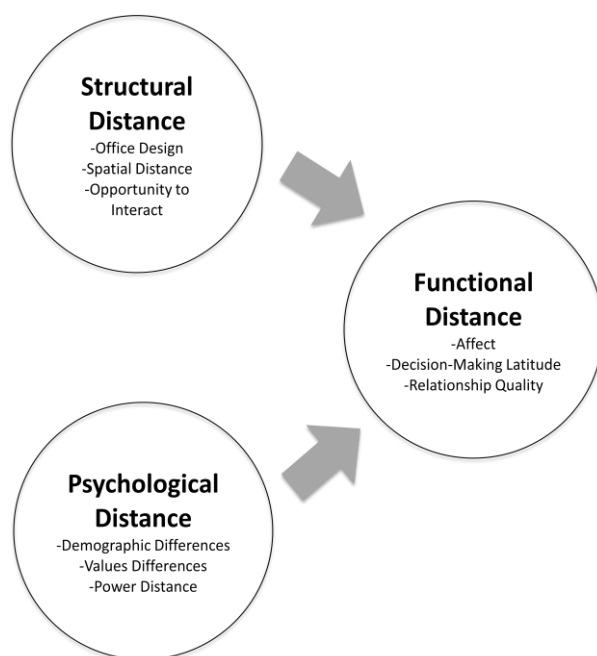 Structural
Distance
-Office Design
-Spatial Distance
-Opportunity to
Interact
Functional
Distance
-Affect
-Decision-Making Latitude
-Relationship Quality
Psychological
Distance
-Demographic Differences
-Values Differences
-Power Distance